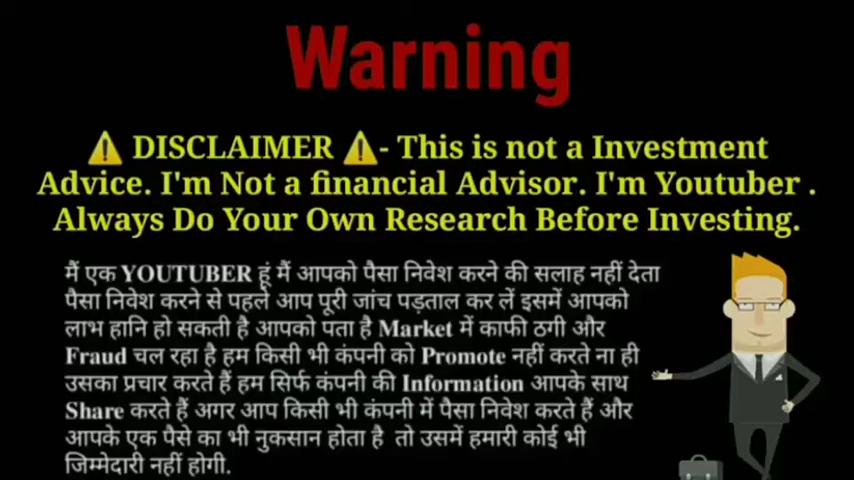 Warning
⚠ DISCLAIMER ⚠- This is not a Investment
Advice. I'm Not a financial Advisor. I'm Youtuber .
Always Do Your Own Research Before Investing.
मैं एक YOUTUBER हूं मैं आपको पैसा निवेश करने की सलाह नहीं देता
पैसा निवेश करने से पहले आप पूरी जांच पड़ताल कर लें इसमें आपको
लाभ हानि हो सकती है आपको पता है Market में काफी ठगी और
Fraud चल रहा है हम किसी भी कंपनी को Promote नहीं करते ना ही
उसका प्रचार करते हैं हम सिर्फ कंपनी की Information आपके साथ
Share करते हैं अगर आप किसी भी कंपनी में पैसा निवेश करते हैं और
आपके एक पैसे का भी नुकसान होता है तो उसमें हमारी कोई भी
जिम्मेदारी नहीं होगी.